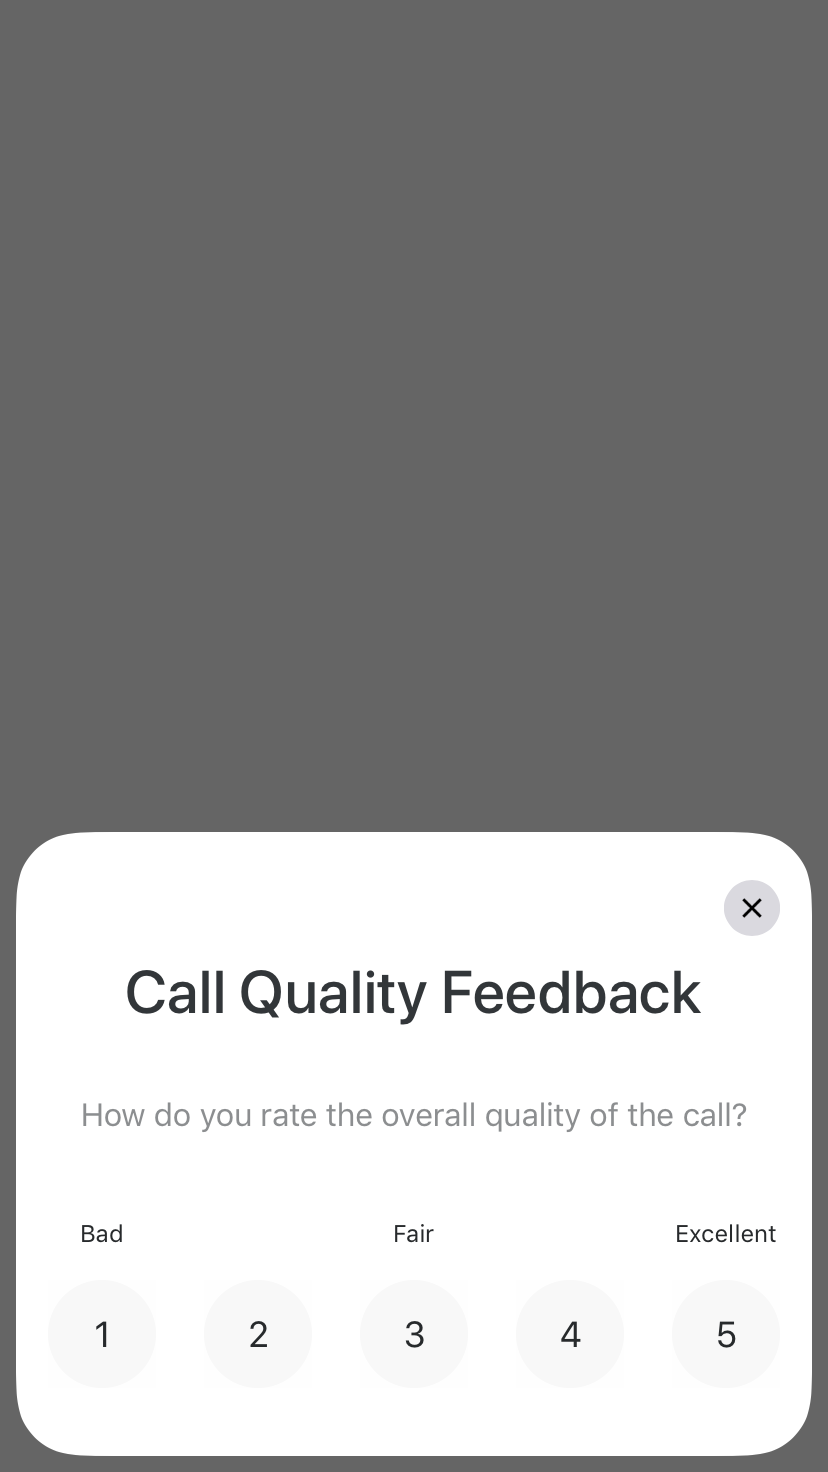 Call Quality Feedback
How do you rate the overall quality of the call?
Bad Fair Excellent
1 2 3 4 5